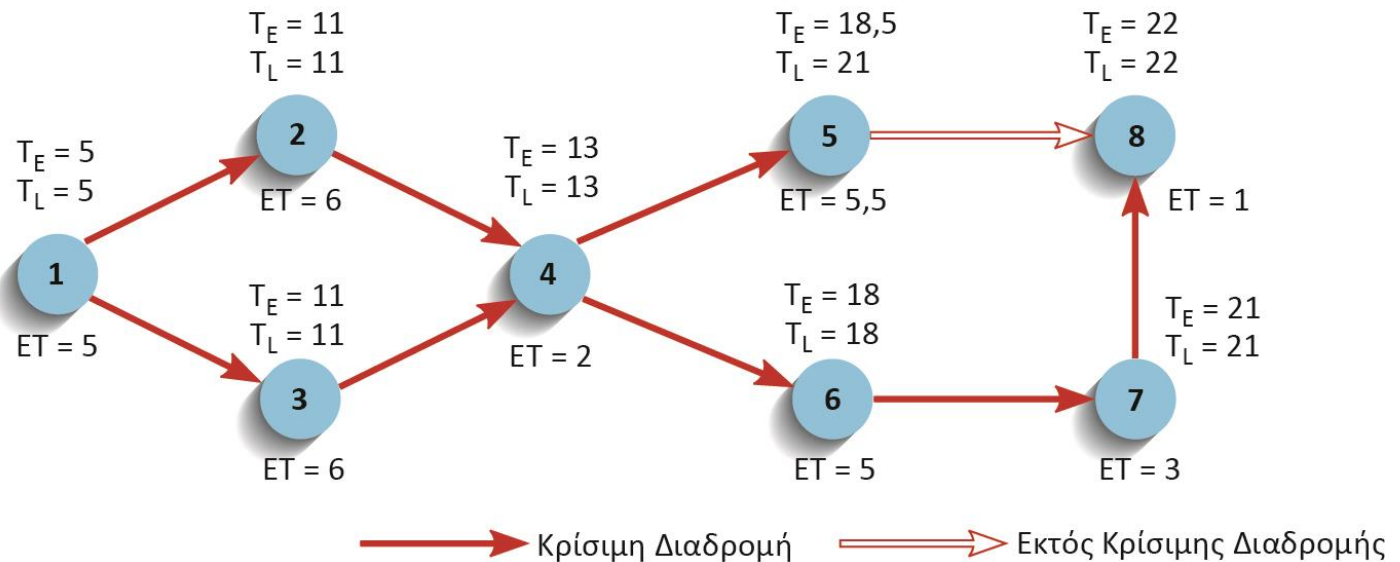 T_E = 5
T_L = 5
1
ET = 5
T_E = 11
T_L = 11
2
ET = 6
T_E = 11
T_L = 11
3
ET = 6
T_E = 13
T_L = 13
4
ET = 2
T_E = 18,5
T_L = 21
5
ET = 5,5
T_E = 18
T_L = 18
6
ET = 5
T_E = 21
T_L = 21
7
ET = 3
T_E = 22
T_L = 22
8
ET = 1
Κρίσιμη Διαδρομή
Εκτός Κρίσιμης Διαδρομής